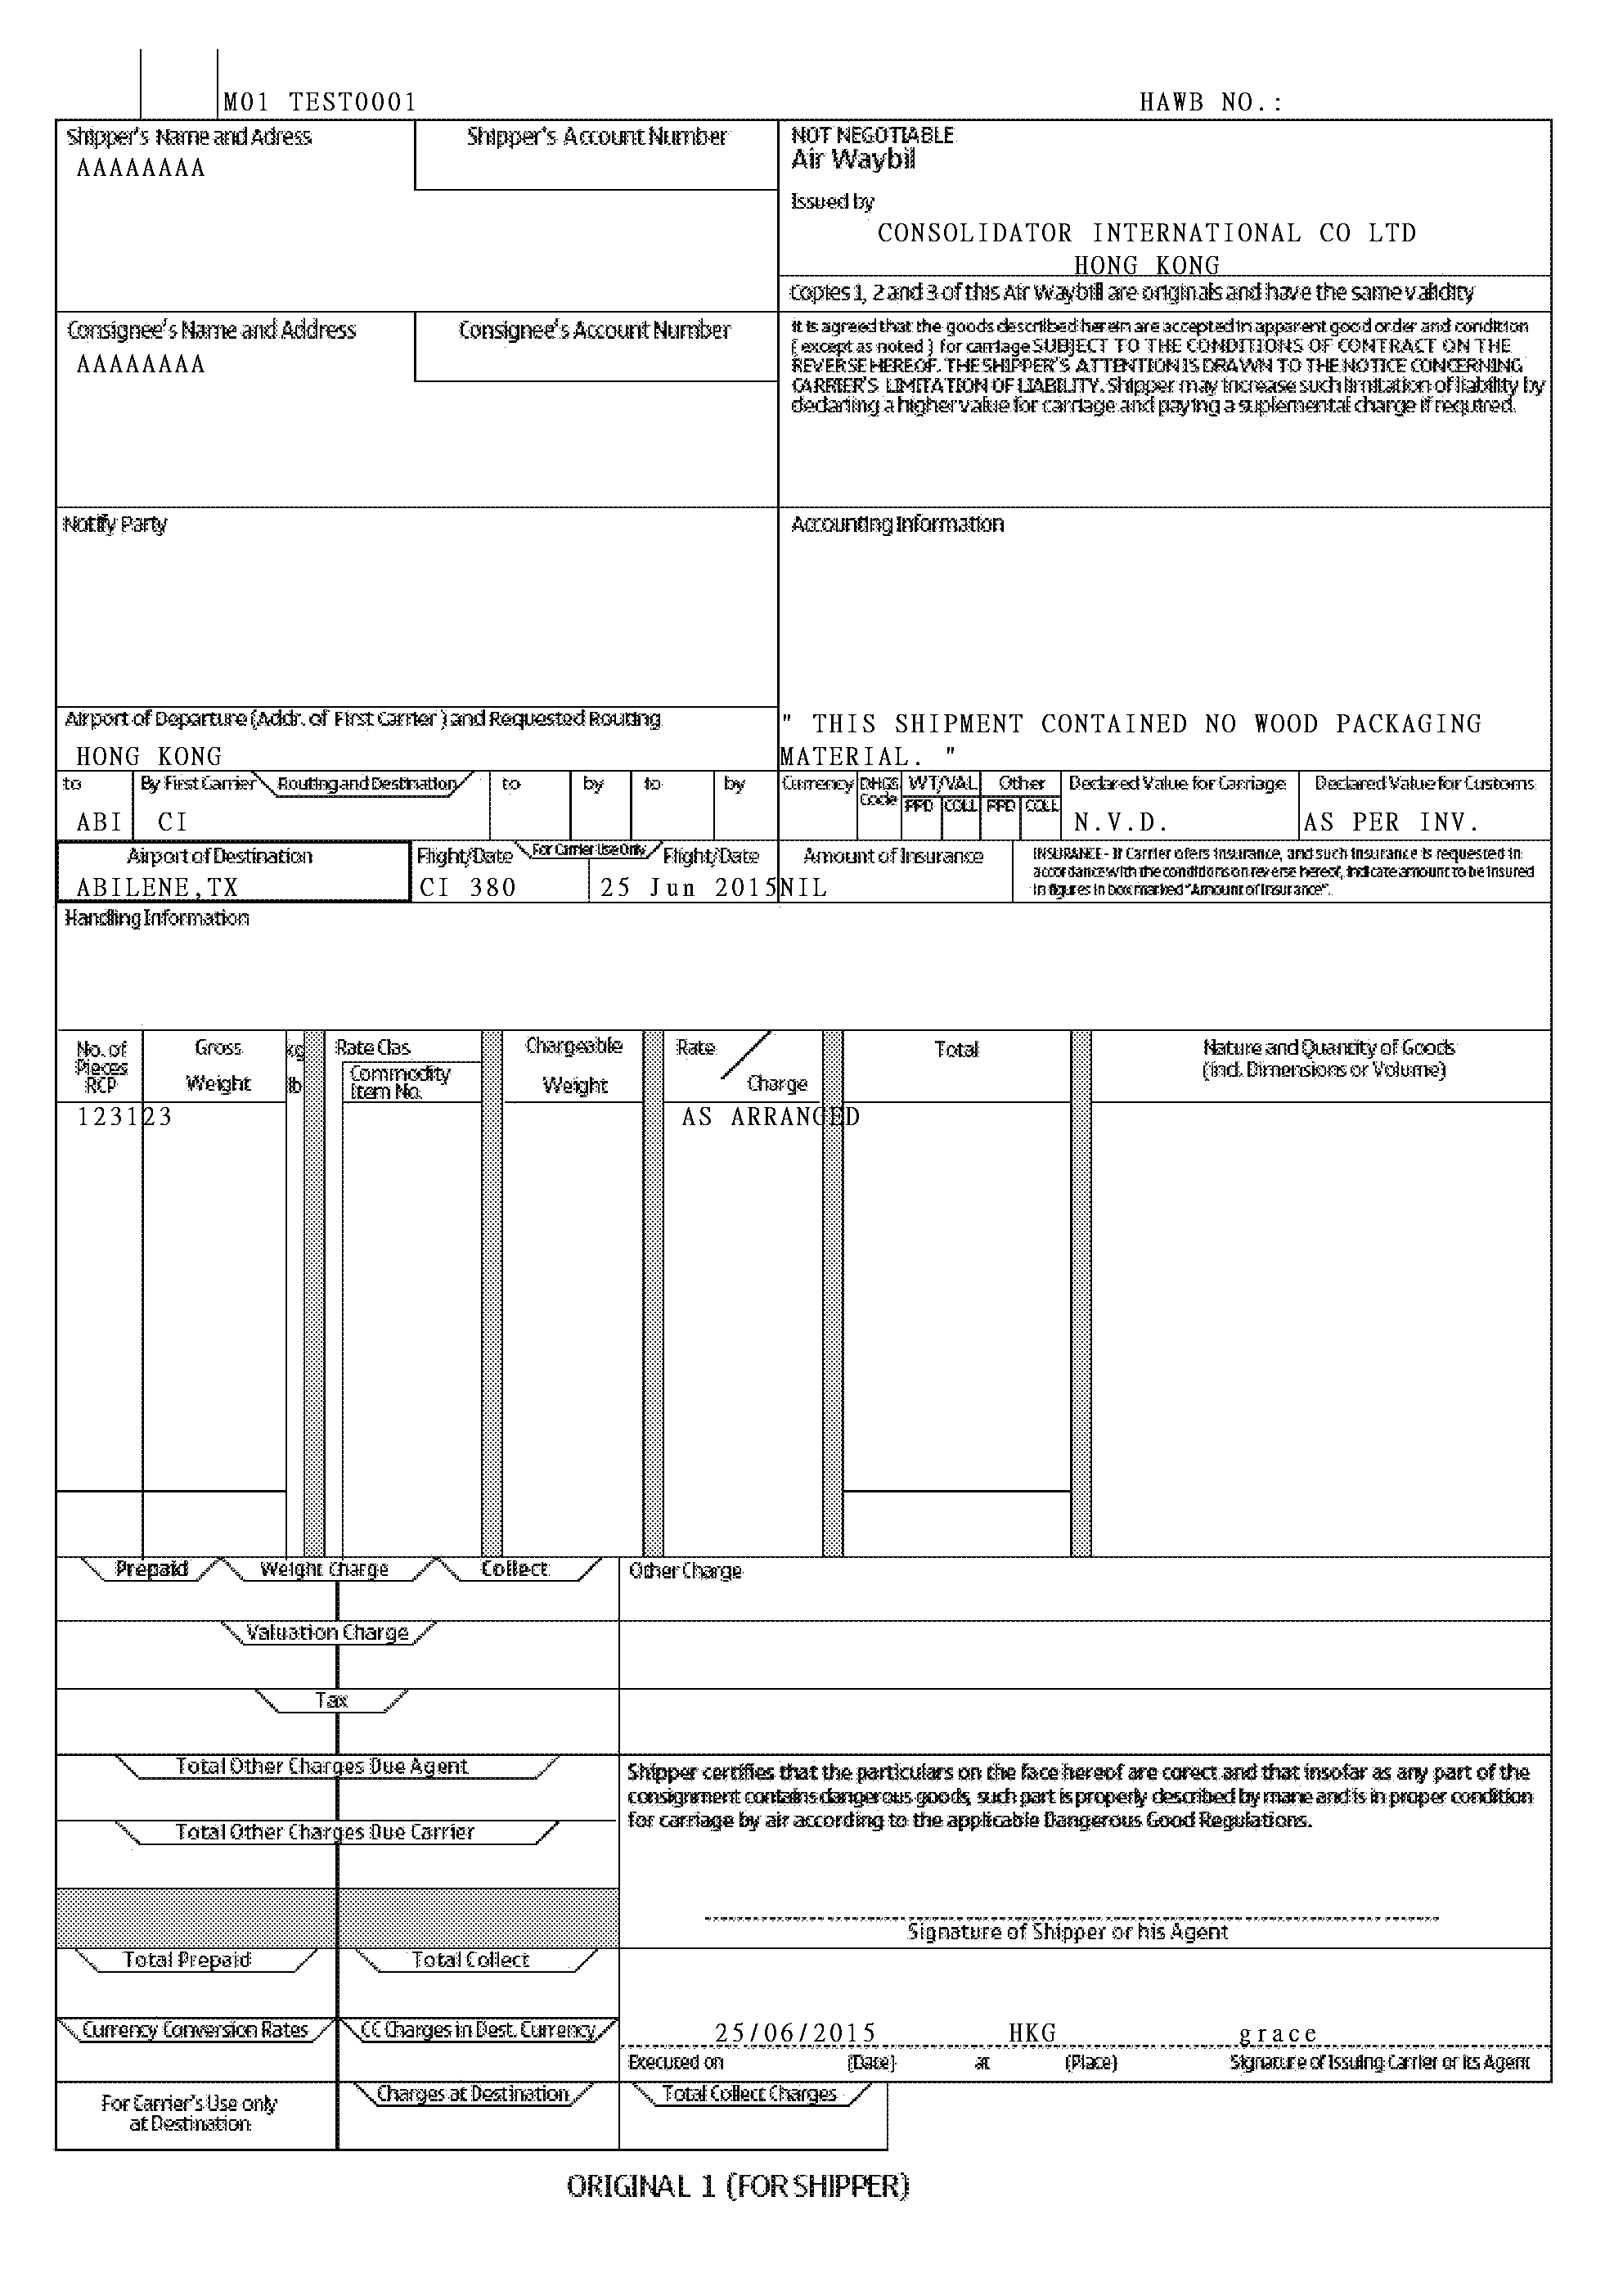 M01 TEST0001 HAWB NO.:
Shipper's Name and Adress Shipper's Account Number
AAAAAAAA
NOT NEGOTIABLE
Air Waybil
Issued by
CONSOLIDATOR INTERNATIONAL CO LTD
HONG KONG
Copies 1, 2 and 3 of this Air Waybill are originals and have the same validity
Consignee's Name and Address Consignee's Account Number
AAAAAAAA
It is agreed that the goods described herein are accepted in apparent good order and condition
( except as noted ) for carriage SUBJECT TO THE CONDITIONS OF CONTRACT ON THE
REVERSE HEREOF. THE SHIPPER'S ATTENTION IS DRAWN TO THE NOTICE CONCERNING
CARRIER'S LIMITATION OF LIABILITY. Shipper may increase such limitation of liability by
declaring a higher value for carriage and paying a suplemental charge if required.
Notify Party Accounting Information
Airport of Departure (Addr. of First Carrier ) and Requested Routing
HONG KONG
" THIS SHIPMENT CONTAINED NO WOOD PACKAGING
MATERIAL. "
to By First Carrier Routing and Destination to by to by Currency CHGS Code WT/VAL Other Declared Value for Carriage Declared Value for Customs
PPD COLL PPD COLL
ABI CI N.V.D. AS PER INV.
Airport of Destination Flight/Date For Carrier Use Only Flight/Date Amount of Insurance
ABILENE,TX CI 380 25 Jun 2015 NIL
INSURANCE - If Carrier ofers insurance, and such insurance is requested in
accordance with the conditions on reverse hereof, indicate amount to be insured
in figures in box marked "Amount of Insurance".
Handling Information
No. of Pieces RCP Gross Weight kg lb Rate Clas Commodity Item No. Chargeable Weight Rate / Charge Total Nature and Quantity of Goods
(incl. Dimensions or Volume)
123123 AS ARRANGED
Prepaid Weight Charge Collect Other Charge
Valuation Charge
Tax
Total Other Charges Due Agent
Total Other Charges Due Carrier
Shipper certifies that the particulars on the face hereof are corect and that insofar as any part of the
consignment contains dangerous goods, such part is properly described by mane and is in proper condition
for carriage by air according to the applicable Dangerous Good Regulations.
Signature of Shipper or his Agent
Total Prepaid Total Collect
Currency Conversion Rates CC Charges in Dest. Currency
25/06/2015 HKG grace
Executed on (Date) at (Place) Signature of Issuing Carrier or its Agent
For Carrier's Use only
at Destination
Charges at Destination Total Collect Charges
ORIGINAL 1 (FOR SHIPPER)